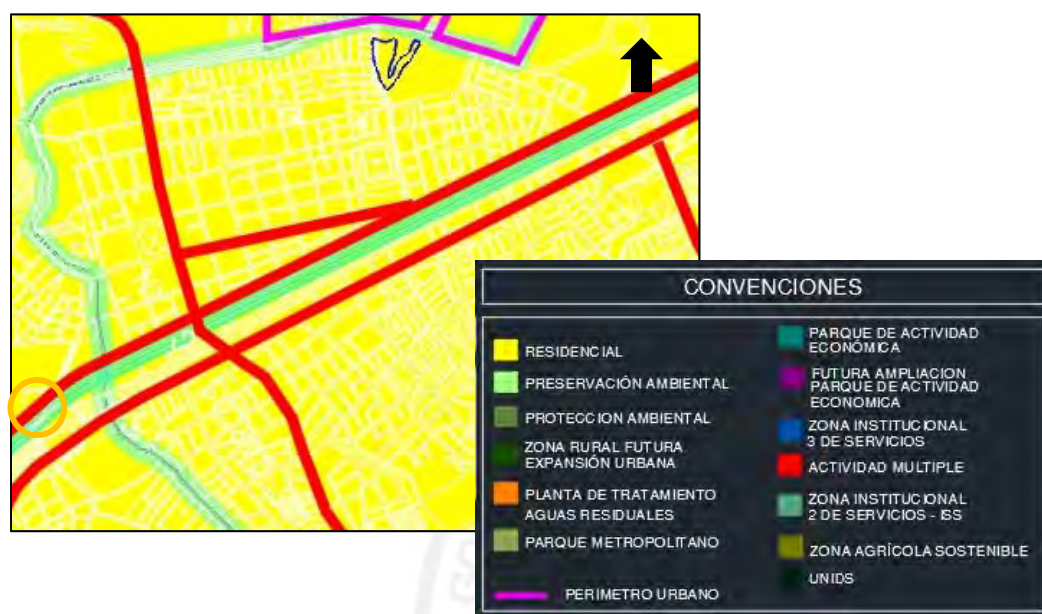 CONVENCIONES
RESIDENCIAL
PRESERVACIÓN AMBIENTAL
PROTECCION AMBIENTAL
ZONA RURAL FUTURA
EXPANSIÓN URBANA
PLANTA DE TRATAMIENTO
AGUAS RESIDUALES
PARQUE METROPOLITANO
PERIMETRO URBANO
PARQUE DE ACTIVIDAD
ECONÓMICA
FUTURA AMPLIACION
PARQUE DE ACTIVIDAD
ECONOMICA
ZONA INSTITUCIONAL
3 DE SERVICIOS
ACTIVIDAD MULTIPLE
ZONA INSTITUCIONAL
2 DE SERVICIOS - ISS
ZONA AGRÍCOLA SOSTENIBLE
UNIDS